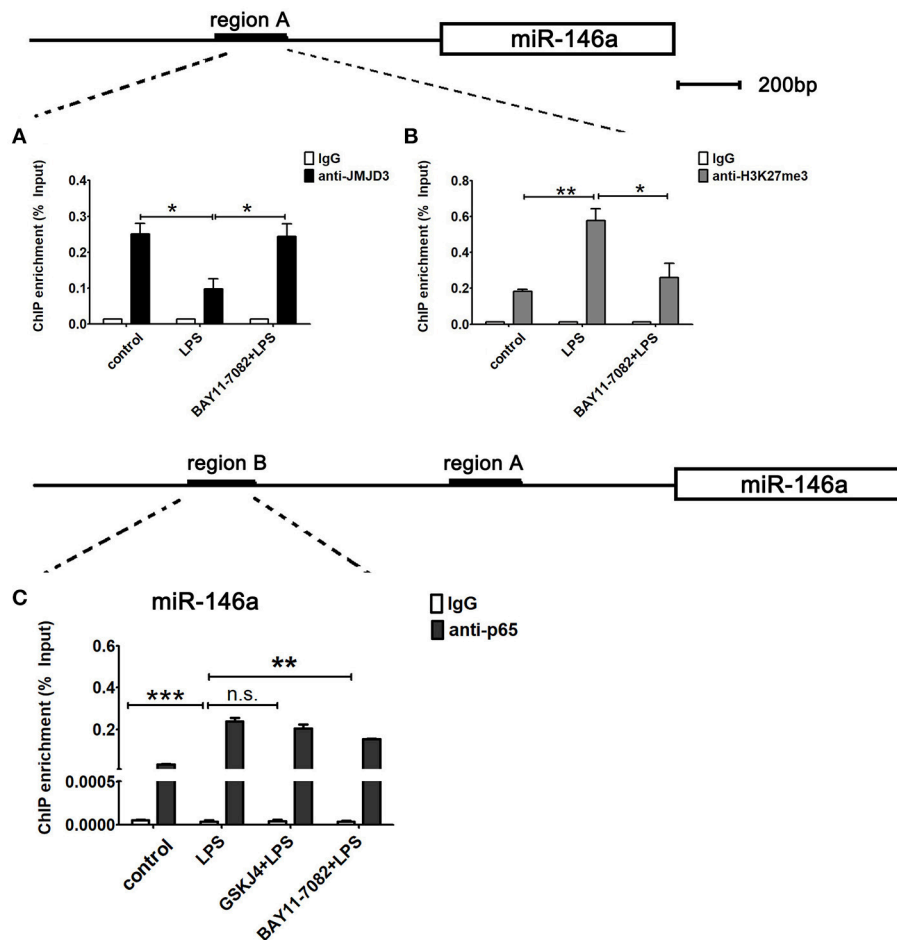 region A
miR-146a
200bp
A
IgG
anti-JMJD3
ChIP enrichment (% Input)
0.4
0.3
0.2
0.1
0.0
*
*
control
LPS
BAY11-7082+LPS
B
IgG
anti-H3K27me3
ChIP enrichment (% Input)
0.8
0.6
0.4
0.2
0.0
**
*
control
LPS
BAY11-7082+LPS
region B
region A
miR-146a
C
miR-146a
IgG
anti-p65
ChIP enrichment (% Input)
0.6
0.4
0.2
0.0005
0.0000
**
***
n.s.
control
LPS
GSKJ4+LPS
BAY11-7082+LPS